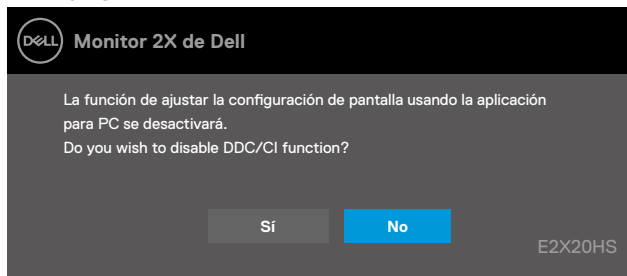 DELL
Monitor 2X de Dell
La función de ajustar la configuración de pantalla usando la aplicación
para PC se desactivará.
Do you wish to disable DDC/CI function?
Sí No
E2X20HS